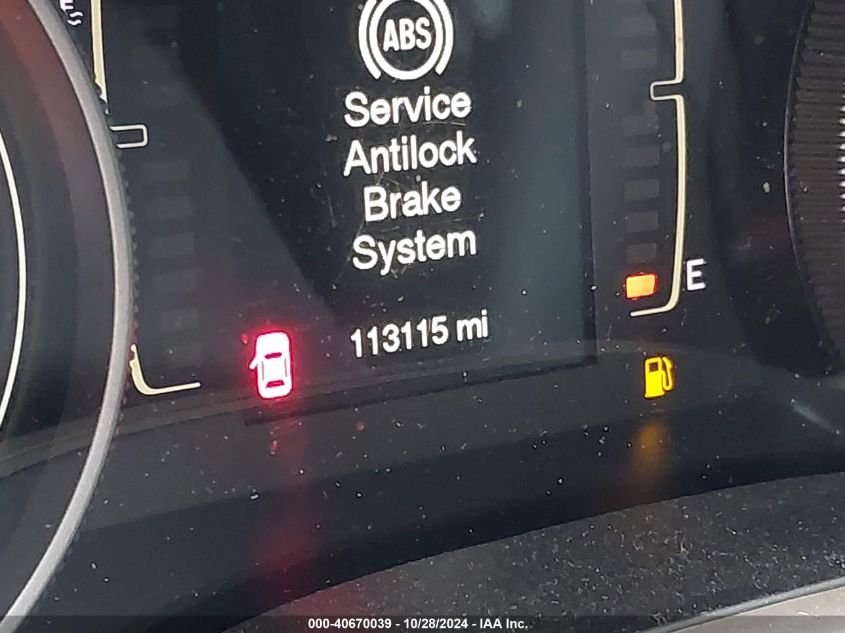 ABS
Service
Antilock
Brake
System
E
113115 mi
000-40670039 - 10/28/2024 - IAA Inc.